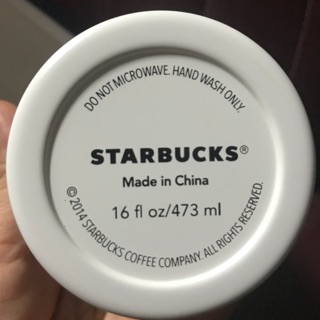 DO NOT MICROWAVE. HAND WASH ONLY.
STARBUCKS®
Made in China
16 fl oz/473 ml
© 2014 STARBUCKS COFFEE COMPANY. ALL RIGHTS RESERVED.